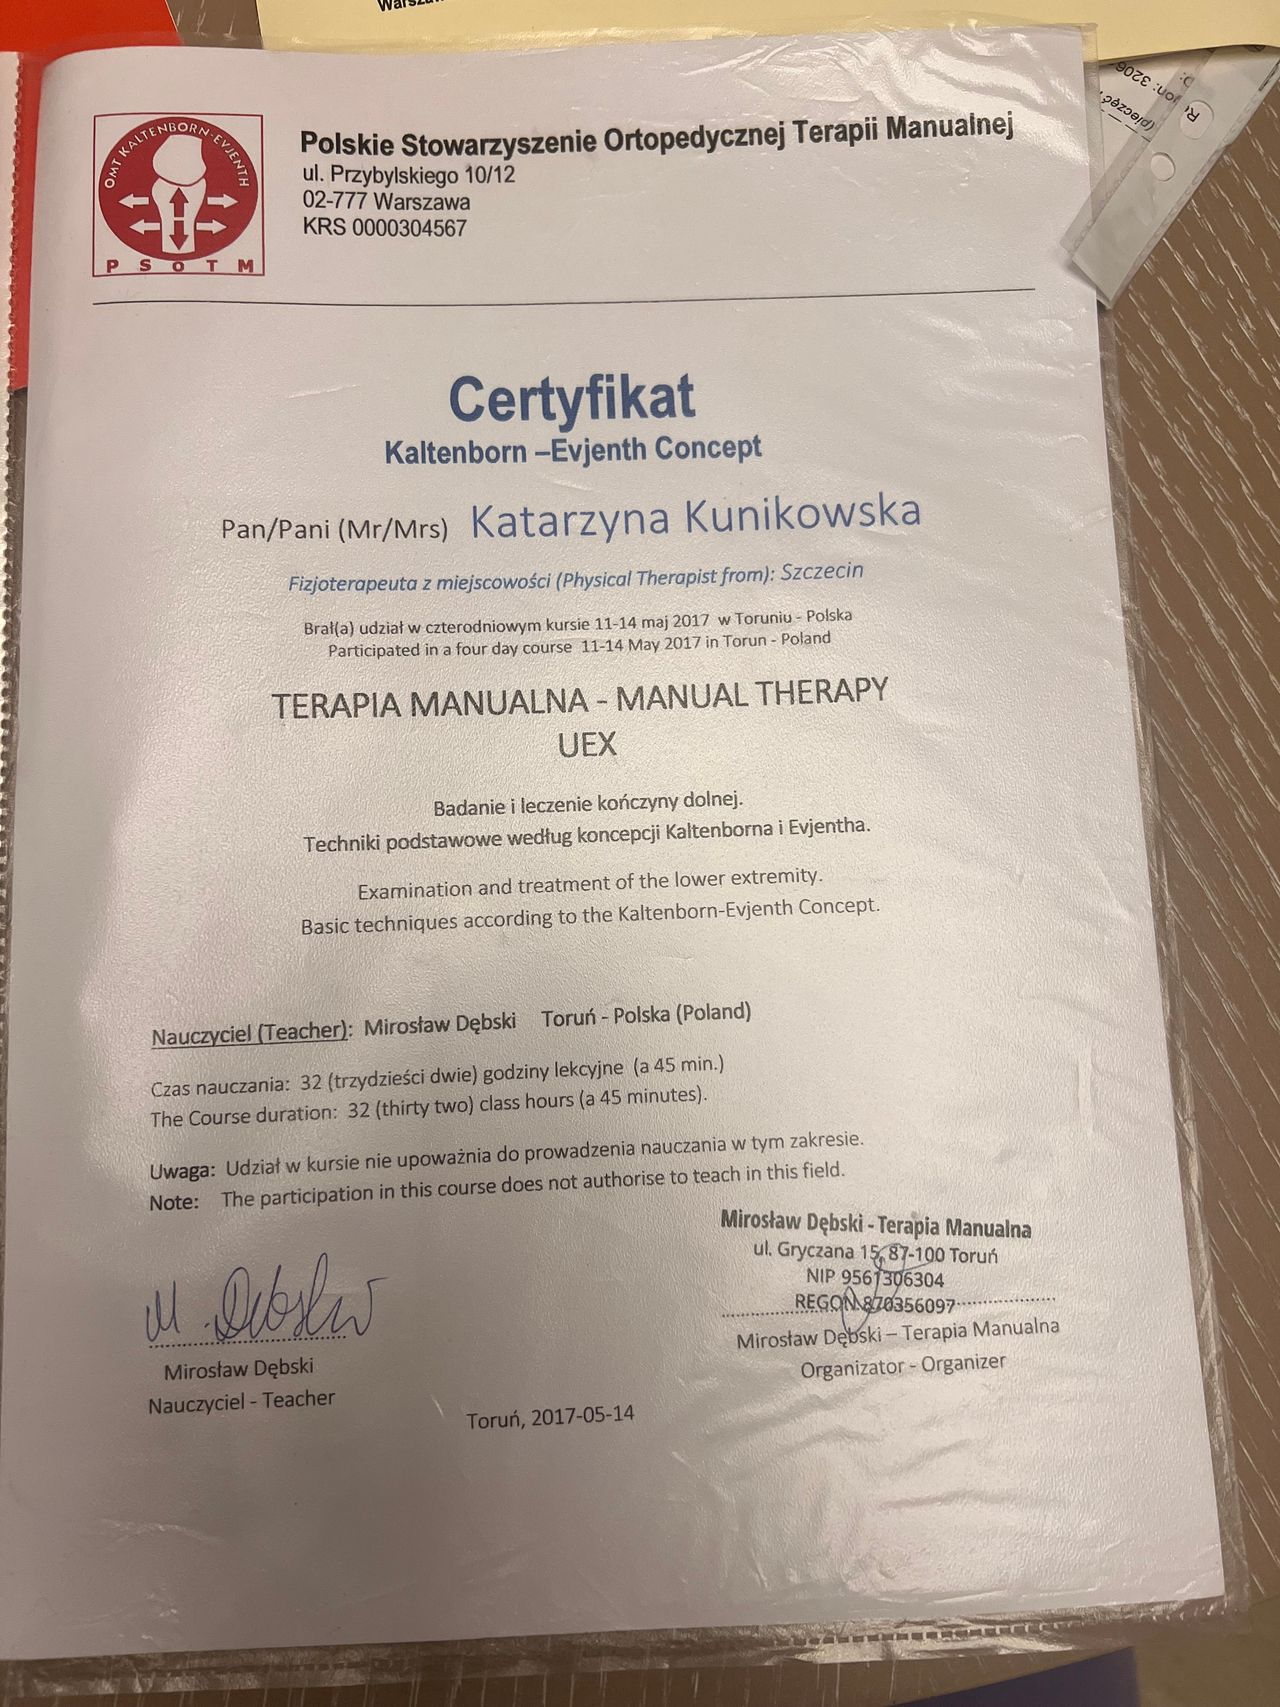 Warszaw
3206
on:
D:
Re
(pieczęć
OMT KALTENBORN-EVJENTH
PSOTM
Polskie Stowarzyszenie Ortopedycznej Terapii Manualnej
ul. Przybylskiego 10/12
02-777 Warszawa
KRS 0000304567
Certyfikat
Kaltenborn –Evjenth Concept
Pan/Pani (Mr/Mrs) Katarzyna Kunikowska
Fizjoterapeuta z miejscowości (Physical Therapist from): Szczecin
Brał(a) udział w czterodniowym kursie 11-14 maj 2017 w Toruniu - Polska
Participated in a four day course 11-14 May 2017 in Torun - Poland
TERAPIA MANUALNA - MANUAL THERAPY
UEX
Badanie i leczenie kończyny dolnej.
Techniki podstawowe według koncepcji Kaltenborna i Evjentha.
Examination and treatment of the lower extremity.
Basic techniques according to the Kaltenborn-Evjenth Concept.
Nauczyciel (Teacher): Mirosław Dębski Toruń - Polska (Poland)
Czas nauczania: 32 (trzydzieści dwie) godziny lekcyjne (a 45 min.)
The Course duration: 32 (thirty two) class hours (a 45 minutes).
Uwaga: Udział w kursie nie upoważnia do prowadzenia nauczania w tym zakresie.
Note: The participation in this course does not authorise to teach in this field.
Mirosław Dębski - Terapia Manualna
ul. Gryczana 15, 87-100 Toruń
NIP 9561306304
REGON 870356097
M. Dębski
Mirosław Dębski
Nauczyciel - Teacher
Mirosław Dębski – Terapia Manualna
Organizator - Organizer
Toruń, 2017-05-14